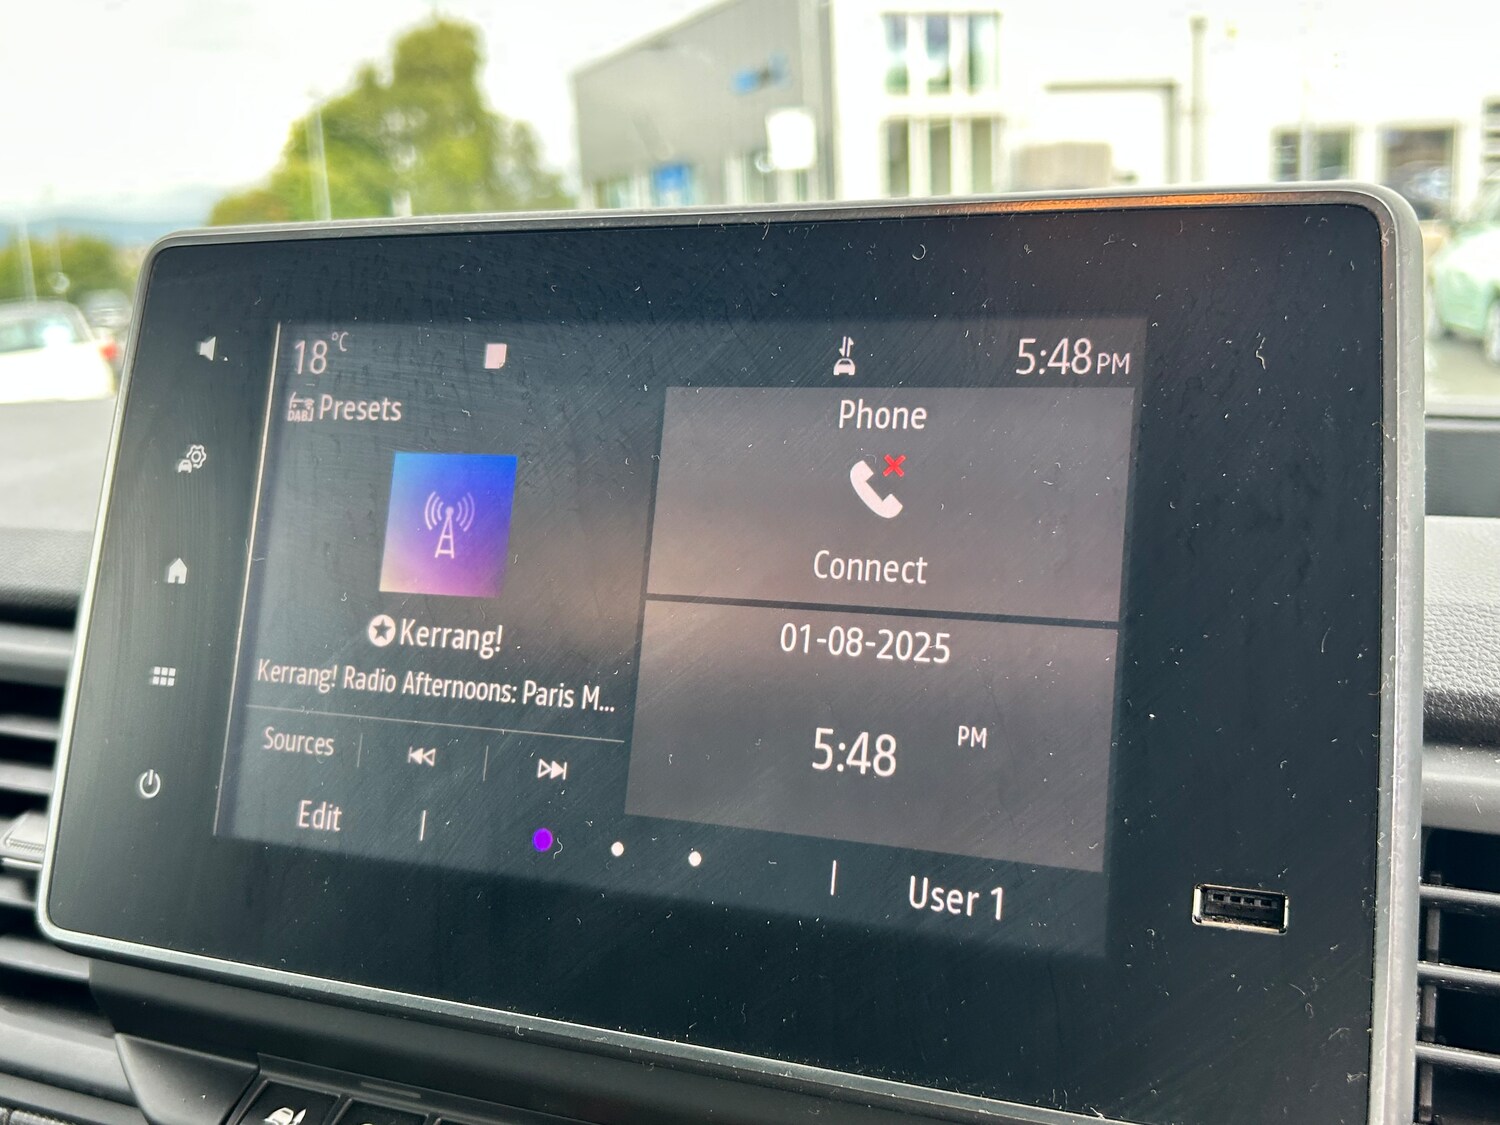 18°C
5:48PM
DAB Presets
Phone
Connect
Kerrang!
Kerrang! Radio Afternoons: Paris M...
01-08-2025
5:48 PM
Sources
Edit
User 1